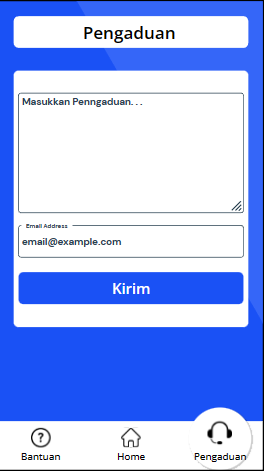 Pengaduan
Masukkan Penngaduan. . .
Email Address
email@example.com
Kirim
Bantuan
Home
Pengaduan